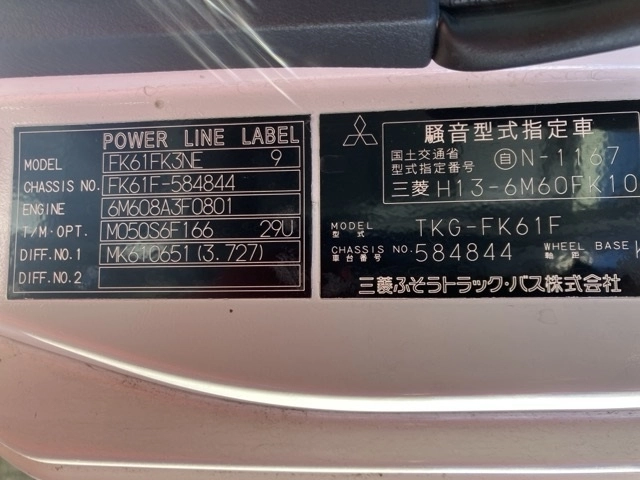 POWER LINE LABEL
MODEL FK61FK3NE 9
CHASSIS NO. FK61F-584844
ENGINE 6M608A3F0801
T/M・OPT. M050S6F166 29U
DIFF.NO.1 MK610651(3.727)
DIFF.NO.2
騒音型式指定車
国土交通省
型式指定番号 自N-1167
三菱 H13-6M60FK10
MODEL
型式 TKG-FK61F
CHASSIS NO.
車台番号 584844 WHEEL BASE
軸距 K
三菱ふそうトラック・バス株式会社